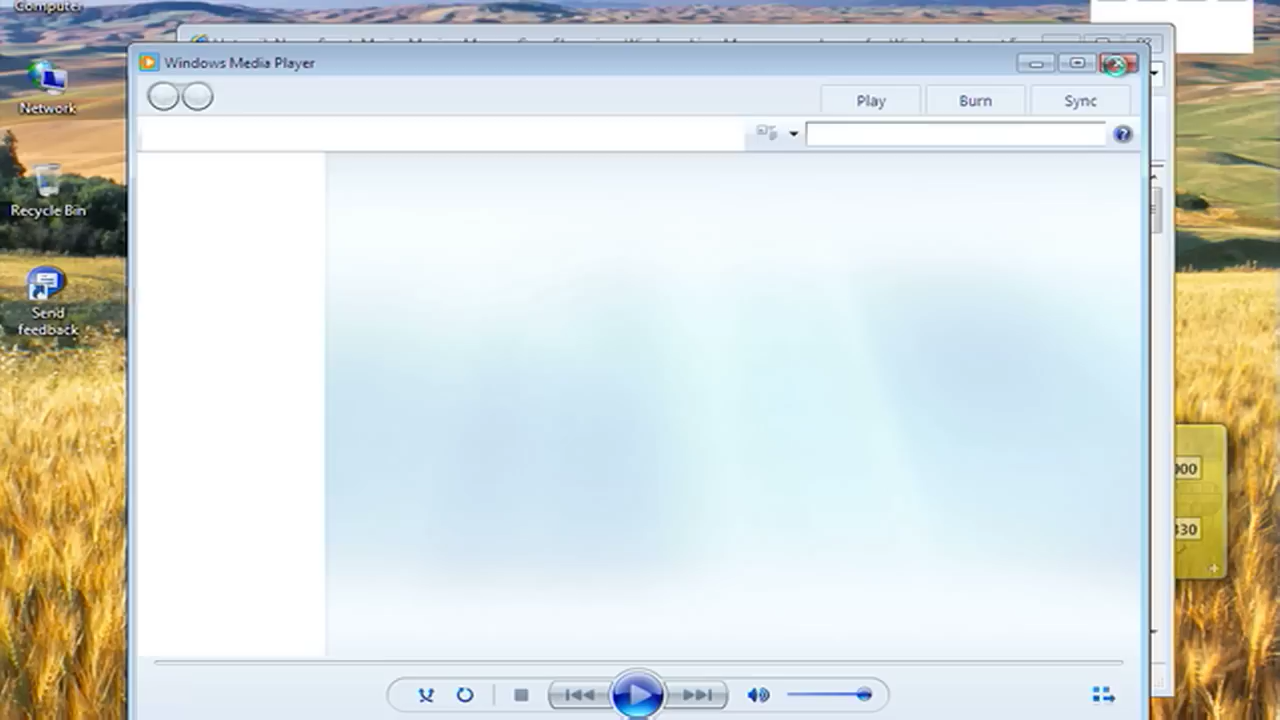 Computer
Windows Media Player
Network
Play
Burn
Sync
Recycle Bin
Send
feedback